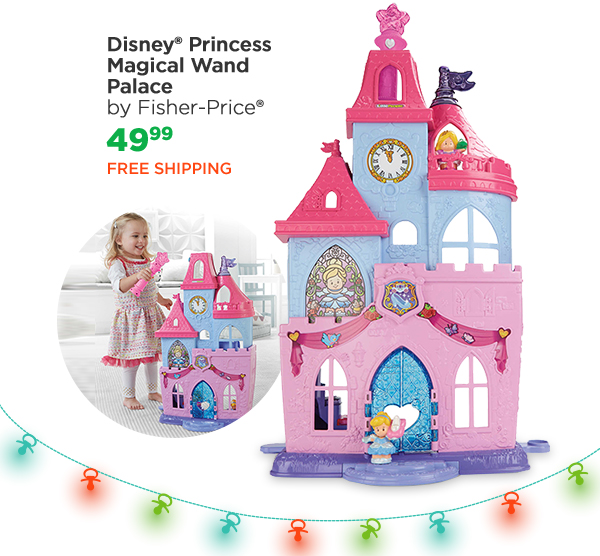 Disney® Princess
Magical Wand
Palace
by Fisher-Price®
49⁹⁹
FREE SHIPPING